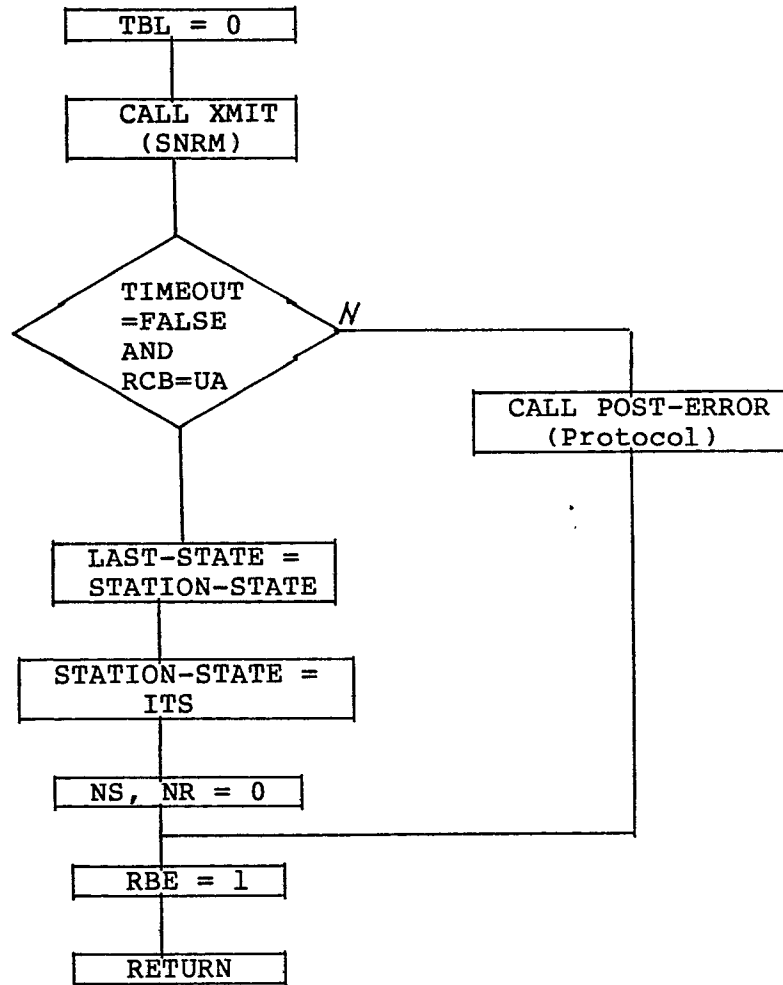 TBL = 0
CALL XMIT
(SNRM)
TIMEOUT
=FALSE
AND
RCB=UA
N
CALL POST-ERROR
(Protocol)
LAST-STATE =
STATION-STATE
STATION-STATE =
ITS
NS, NR = 0
RBE = 1
RETURN